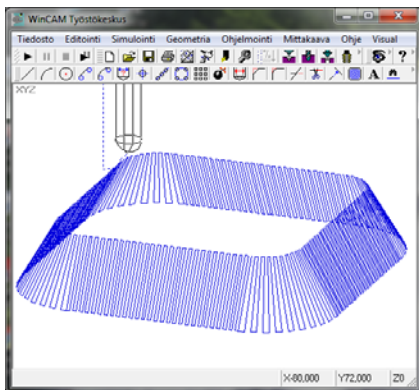 WinCAM Työstökeskus
Tiedosto Editointi Simulointi Geometria Ohjelmointi Mittakaava Ohje Visual
XYZ
X-80,000 Y72,000 Z0